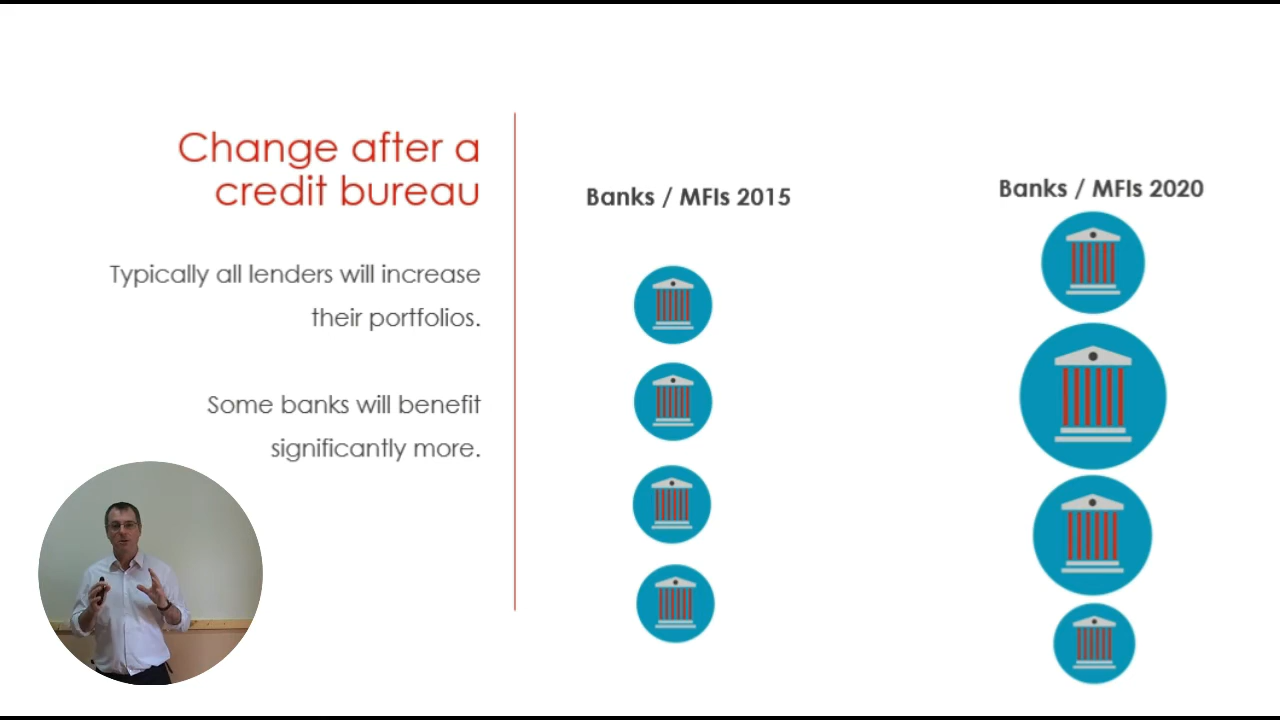 Change after a
credit bureau
Typically all lenders will increase
their portfolios.
Some banks will benefit
significantly more.
Banks / MFIs 2015
Banks / MFIs 2020